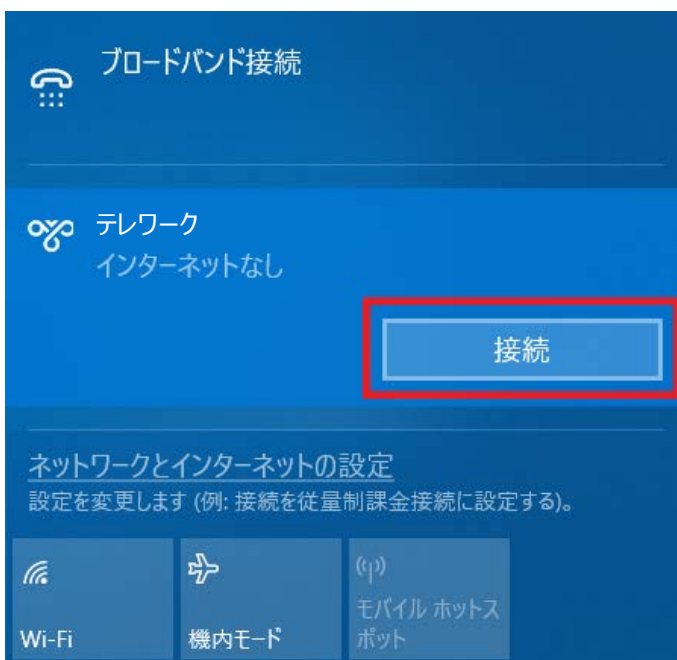 ブロードバンド接続
テレワーク
インターネットなし
接続
ネットワークとインターネットの設定
設定を変更します (例: 接続を従量制課金接続に設定する)。
Wi-Fi
機内モード
モバイル ホットス
ポット